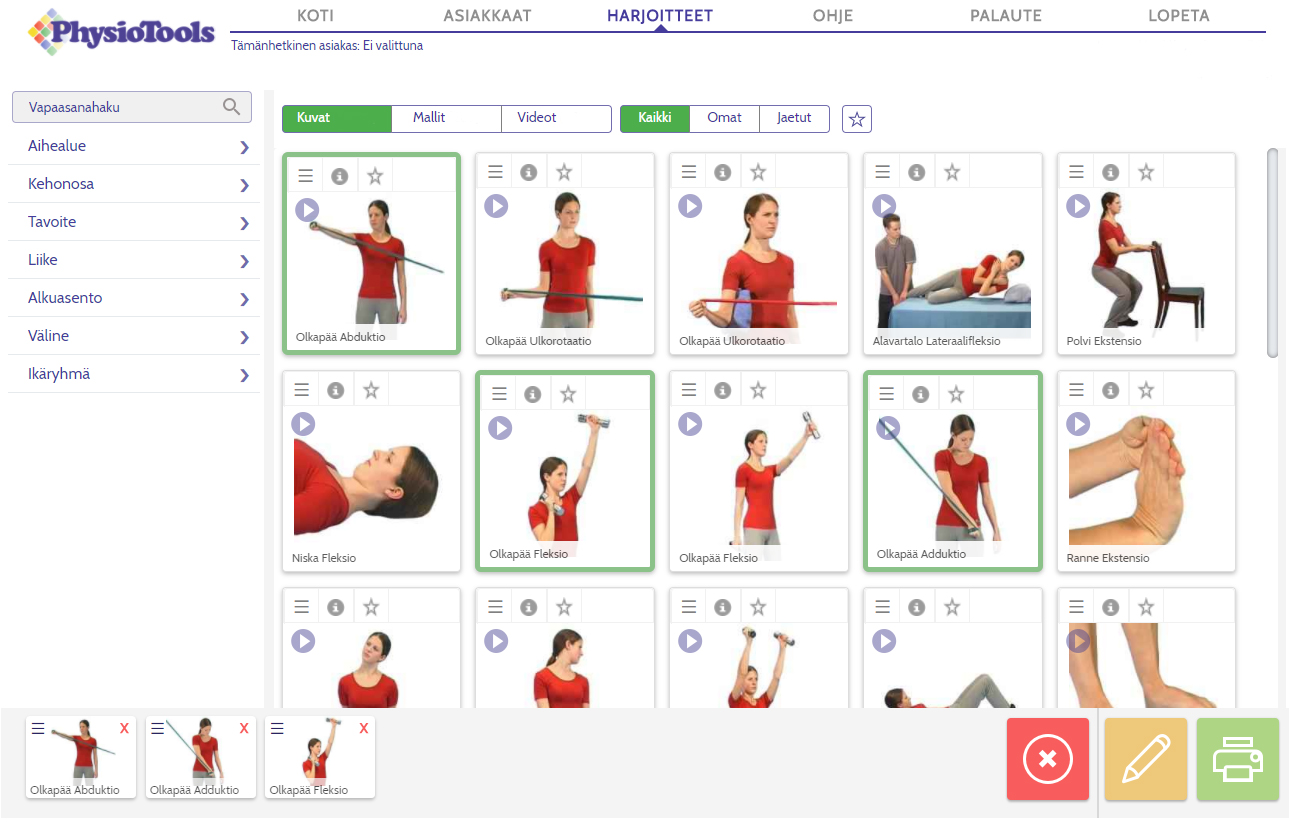 PhysioTools
KOTI ASIAKKAAT HARJOITTEET OHJE PALAUTE LOPETA
Tämänhetkinen asiakas: Ei valittuna
Vapaasanahaku
Aihealue
Kehonosa
Tavoite
Liike
Alkuasento
Väline
Ikäryhmä
Kuvat Mallit Videot Kaikki Omat Jaetut
Olkapää Abduktio
Olkapää Ulkorotaatio
Olkapää Ulkorotaatio
Alavartalo Lateraalifleksio
Polvi Ekstensio
Niska Fleksio
Olkapää Fleksio
Olkapää Fleksio
Olkapää Adduktio
Ranne Ekstensio
X
Olkapää Abduktio
X
Olkapää Adduktio
X
Olkapää Fleksio